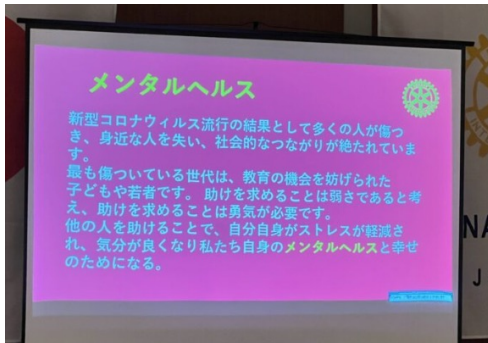 メンタルヘルス
新型コロナウィルス流行の結果として多くの人が傷つ
き、身近な人を失い、社会的なつながりが絶たれていま
す。
最も傷ついている世代は、教育の機会を妨げられた
子どもや若者です。 助けを求めることは弱さであると考
え、助けを求めることは勇気が必要です。
他の人を助けることで、自分自身がストレスが軽減さ
れ、気分が良くなり私たち自身のメンタルヘルスと幸せ
のためになる。
NA
J